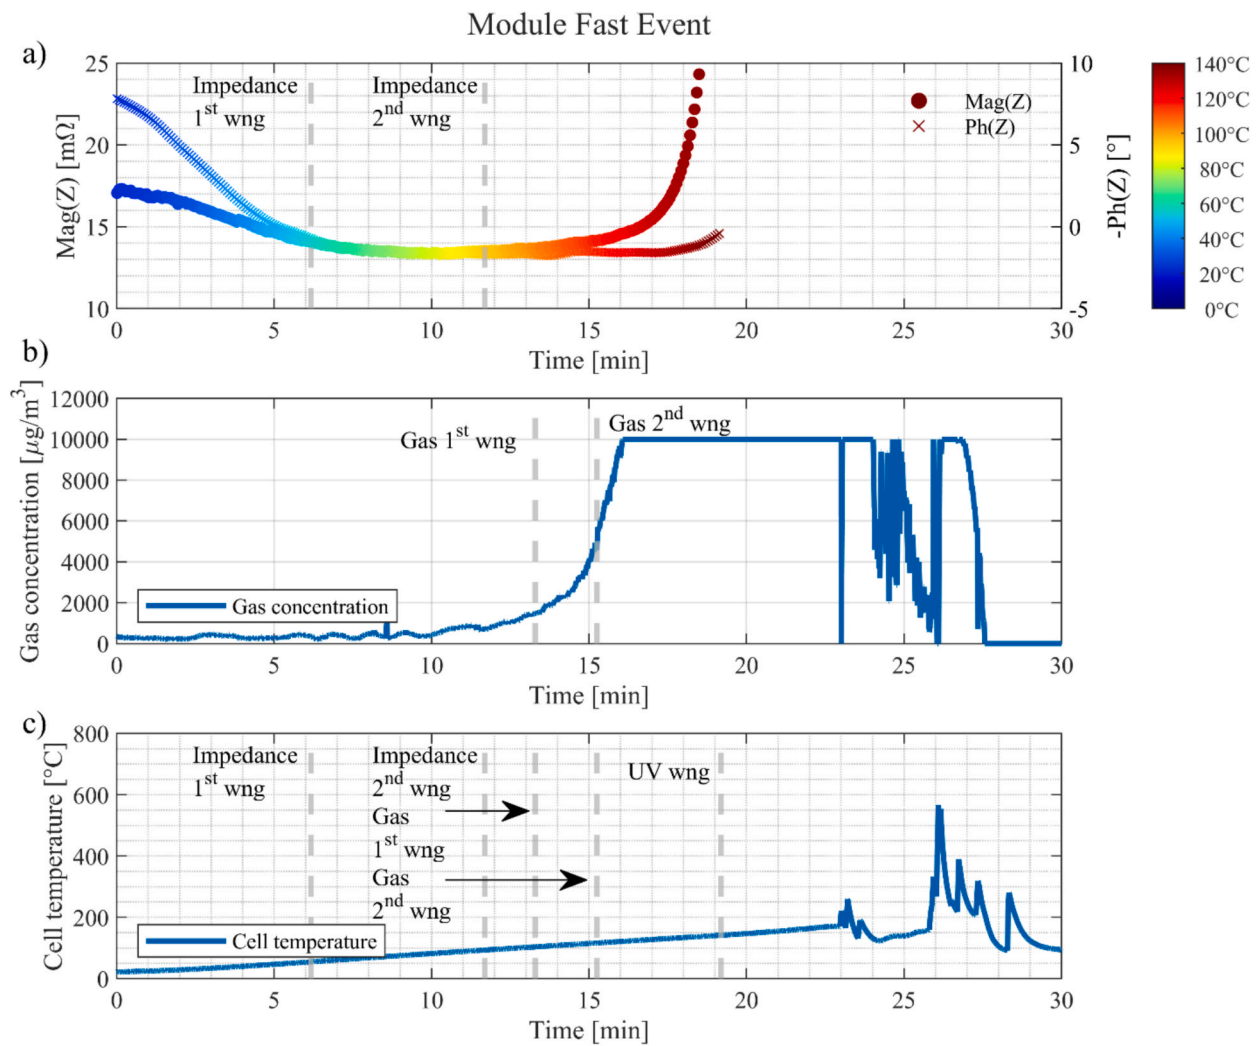 Module Fast Event
a)
25
20
15
10
Mag(Z) [mΩ]
Impedance
1st wng
Impedance
2nd wng
Mag(Z)
Ph(Z)
10
5
0
-5
-Ph(Z) [°]
140°C
120°C
100°C
80°C
60°C
40°C
20°C
0°C
0 5 10 15 20 25 30
Time [min]
b)
12000
10000
8000
6000
4000
2000
0
Gas concentration [µg/m3]
Gas 1st wng
Gas 2nd wng
Gas concentration
0 5 10 15 20 25 30
Time [min]
c)
800
600
400
200
0
Cell temperature [°C]
Impedance
1st wng
Impedance
2nd wng
Gas
1st wng
Gas
2nd wng
UV wng
Cell temperature
0 5 10 15 20 25 30
Time [min]